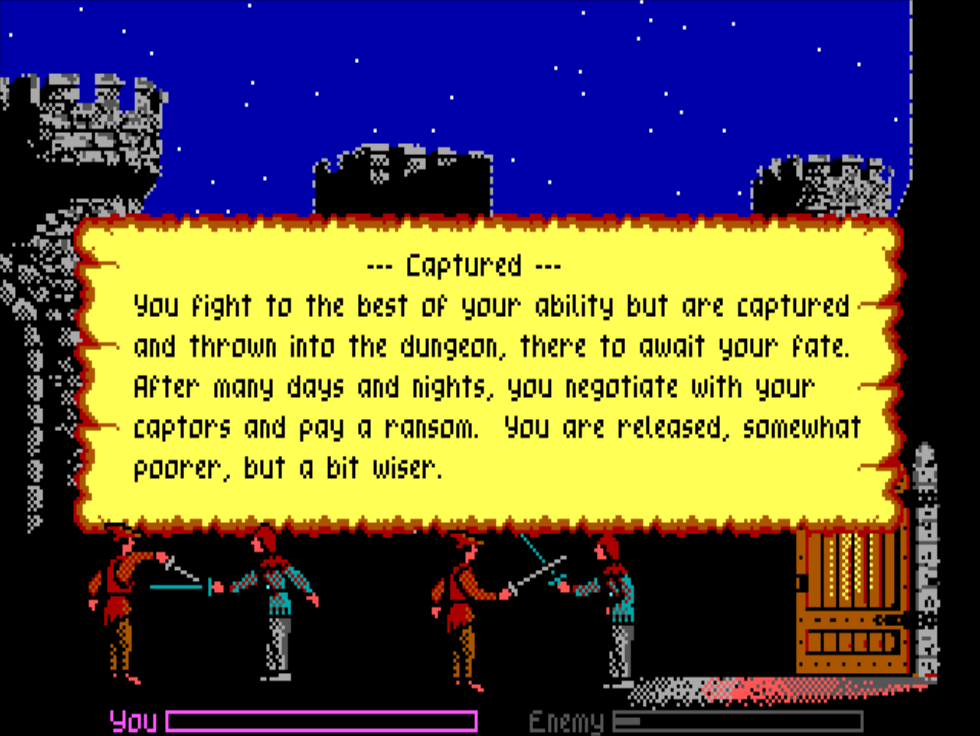 --- Captured ---
You fight to the best of your ability but are captured
and thrown into the dungeon, there to await your fate.
After many days and nights, you negotiate with your
captors and pay a ransom.  You are released, somewhat
poorer, but a bit wiser.
You
Enemy